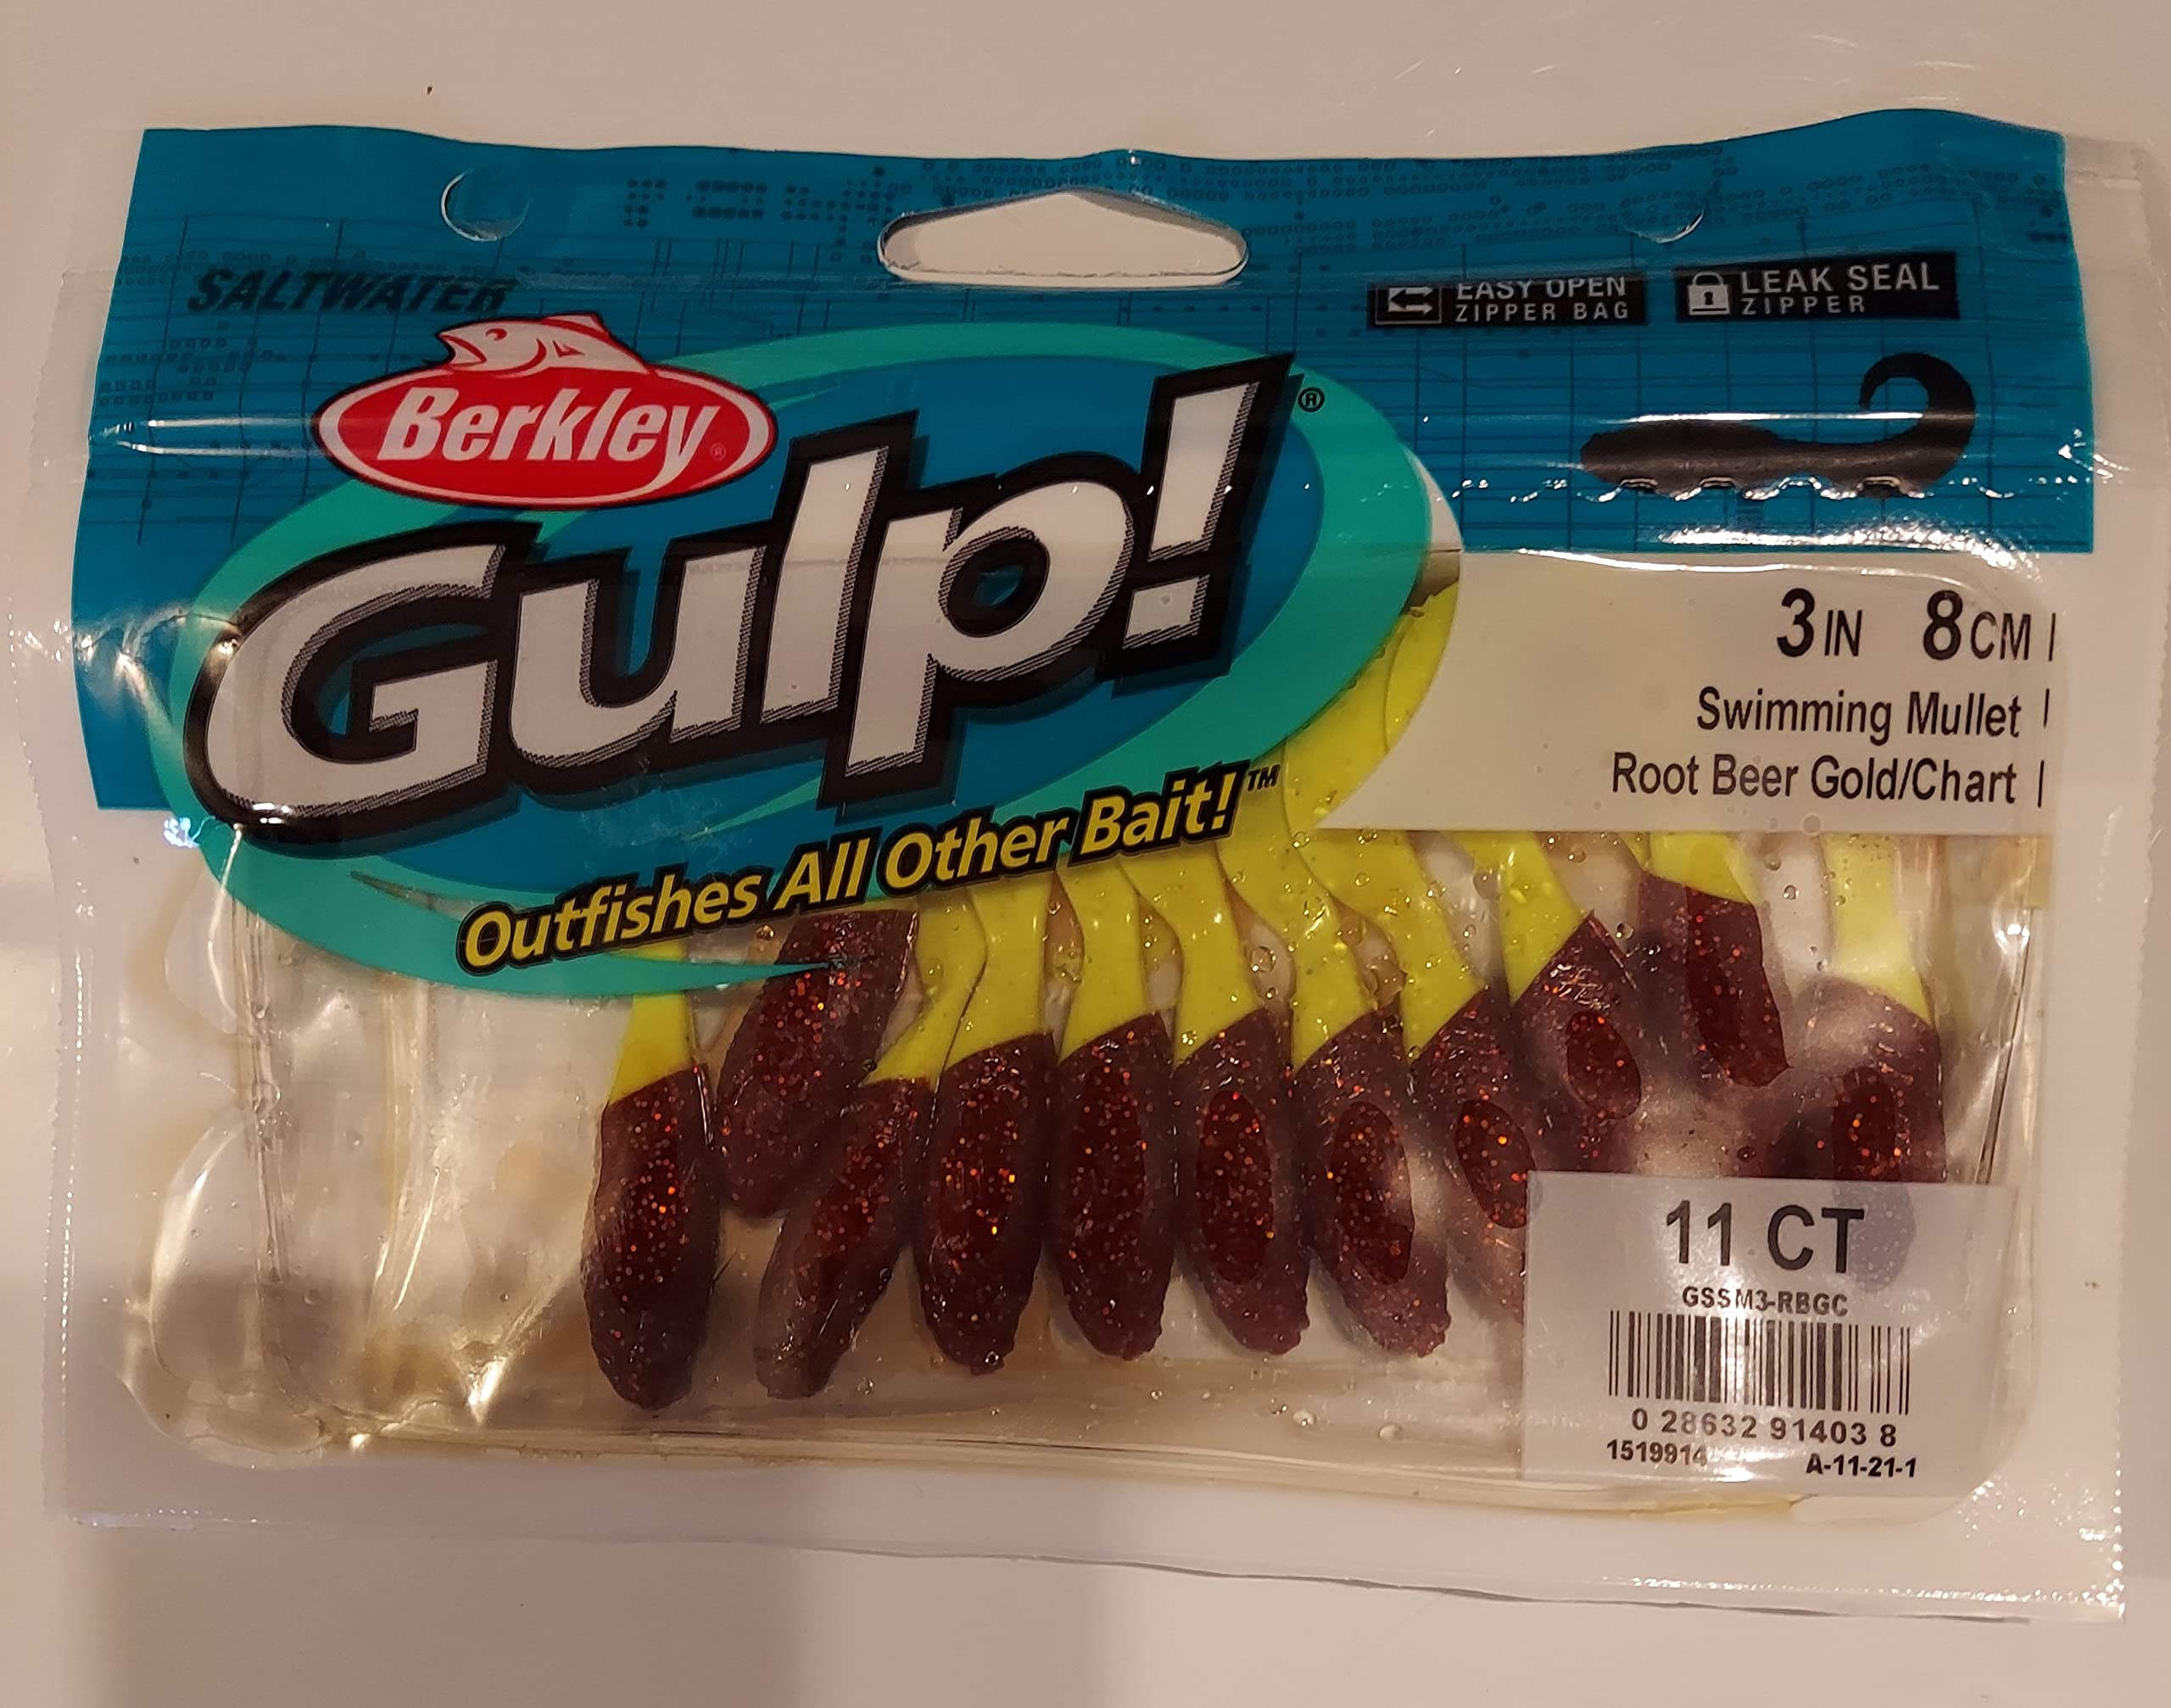 SALTWATER
EASY OPEN
ZIPPER BAG
LEAK SEAL
ZIPPER
Berkley®
Gulp!®
Outfishes All Other Bait!™
3IN 8CM
Swimming Mullet
Root Beer Gold/Chart
11 CT
GSSM3-RBGC
0 28632 91403 8
1519914 A-11-21-1